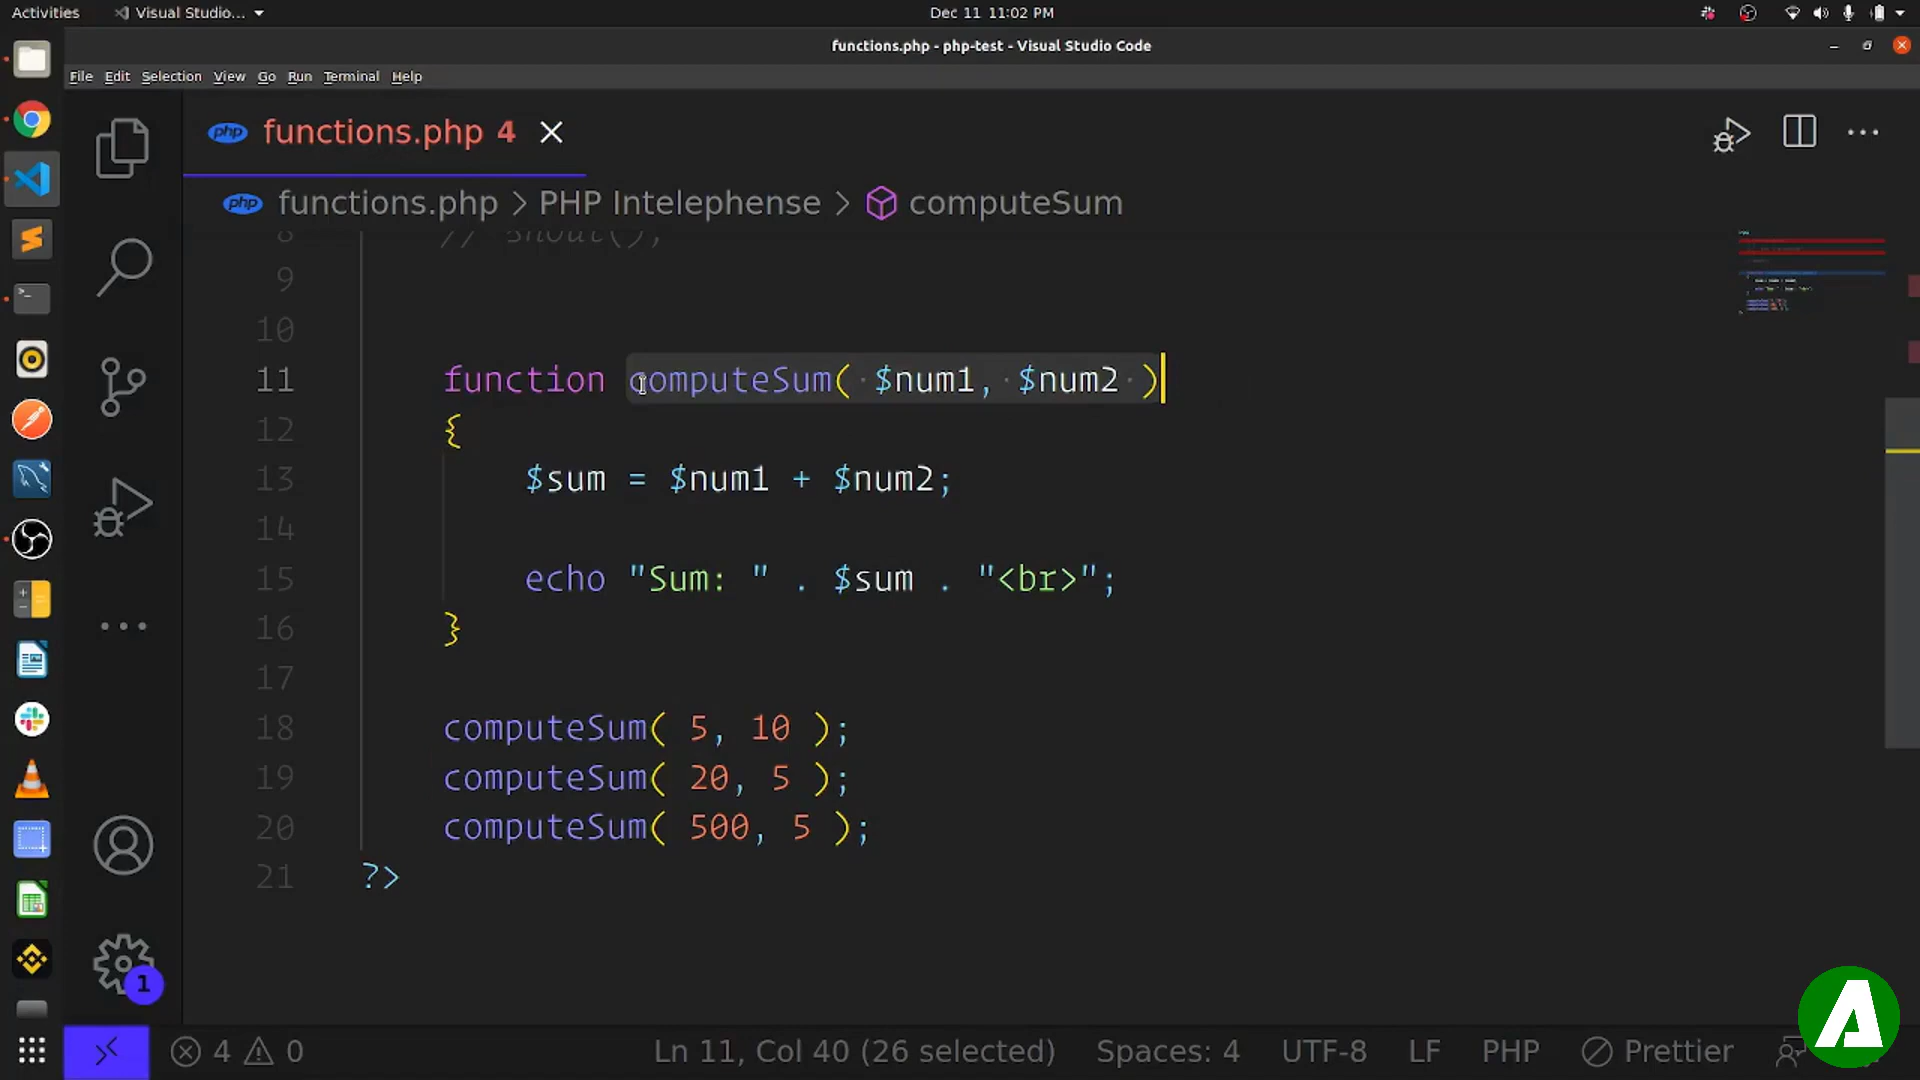 Activities
Visual Studio...
Dec 11 11:02 PM
functions.php - php-test - Visual Studio Code
File Edit Selection View Go Run Terminal Help
php functions.php 4
php functions.php > PHP Intelephense > computeSum
9
10
11 function computeSum( $num1, $num2 )
12 {
13 $sum = $num1 + $num2;
14
15 echo "Sum: " . $sum . "<br>";
16 }
17
18 computeSum( 5, 10 );
19 computeSum( 20, 5 );
20 computeSum( 500, 5 );
21 ?>
1
A
4 0
Ln 11, Col 40 (26 selected)
Spaces: 4
UTF-8
LF
PHP
Prettier